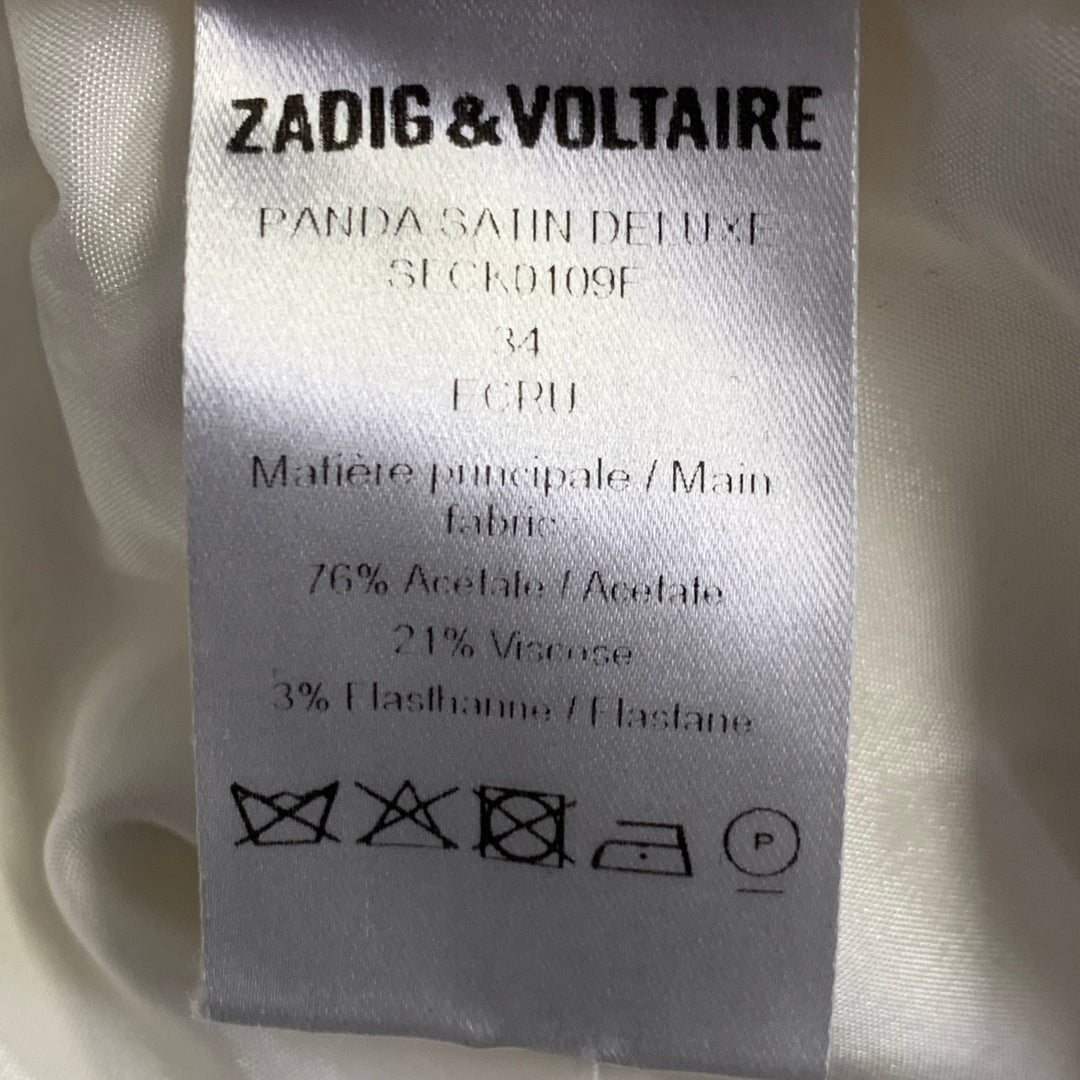 ZADIG & VOLTAIRE
PANDA SATIN DELUXE
SFCK0109F
34
ECRU
Matière principale / Main
fabric :
76% Acétate / Acetate
21% Viscose
3% Elasthanne / Elastane
P